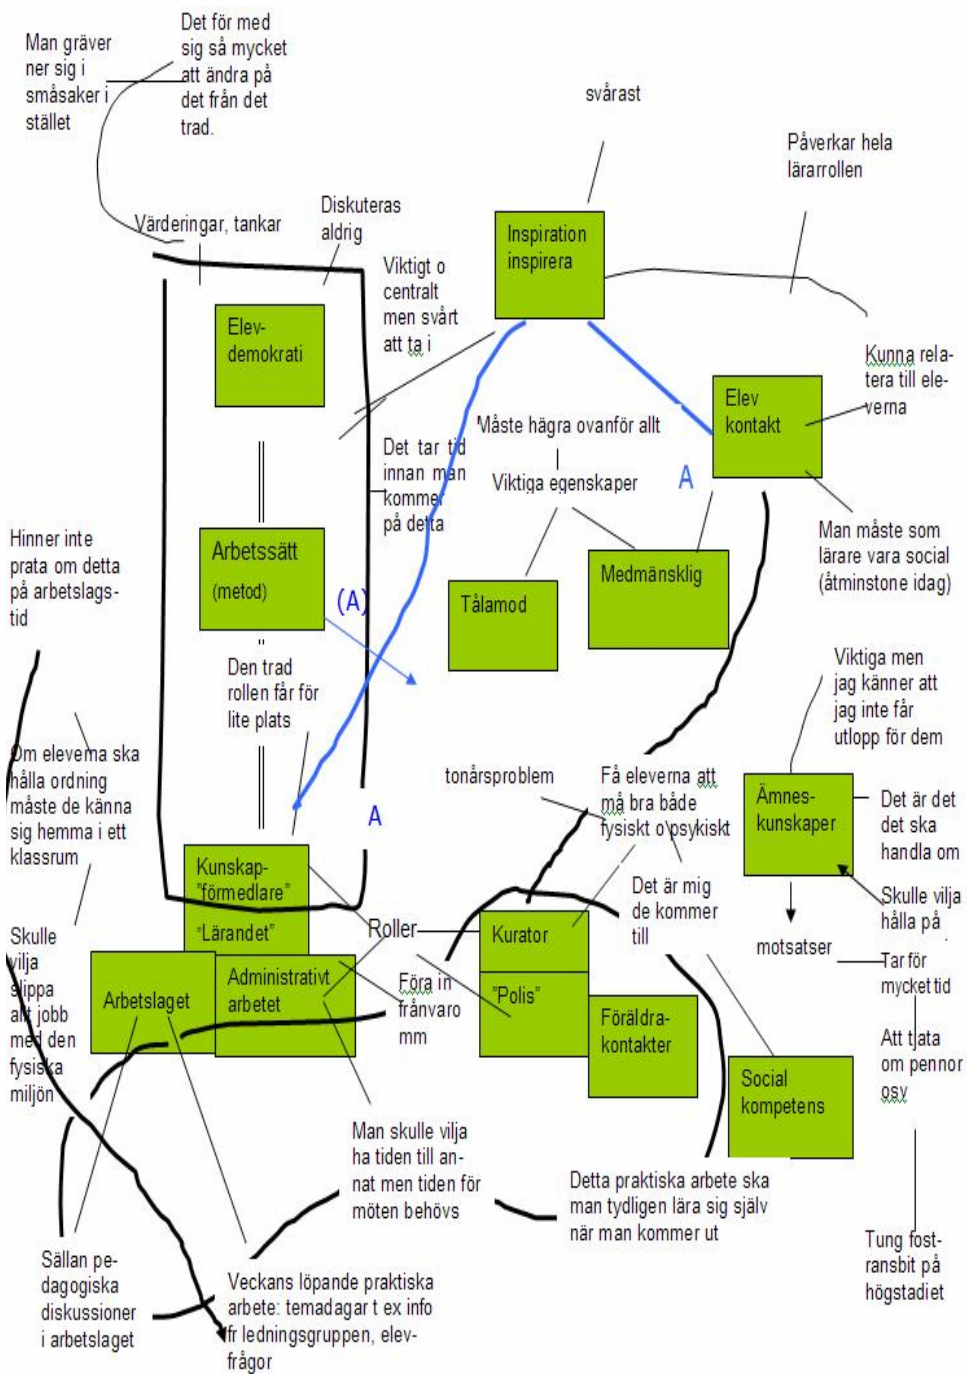 Man gräver
ner sig i
småsaker i
stället
Det för med
sig så mycket
att ändra på
det från det
trad.
svårast
Påverkar hela
lärarrollen
Värderingar, tankar
Diskuteras
aldrig
Inspiration
inspirera
Viktigt o
centralt
men svårt
att ta i
Elev-
demokrati
Kunna rela-
tera till ele-
verna
Elev
kontakt
Måste hägra ovanför allt
Det tar tid
innan man
kommer
på detta
A
Viktiga egenskaper
Man måste som
lärare vara social
(åtminstone idag)
Hinner inte
prata om detta
på arbetslags-
tid
Arbetssätt
(metod)
(A)
Tålamod
Medmänsklig
Den trad
rollen får för
lite plats
Viktiga men
jag känner att
jag inte får
utlopp för dem
Om eleverna ska
hålla ordning
måste de känna
sig hemma i ett
klassrum
tonårsproblem
Få eleverna att
må bra både
fysiskt o psykiskt
Ämnes-
kunskaper
Det är det
det ska
handla om
A
Kunskap-
"förmedlare"
"Lärandet"
Det är mig
de kommer
till
Skulle vilja
hålla på
motsatser
Roller
Kurator
"Polis"
Skulle
vilja
slippa
allt jobb
med den
fysiska
miljön
Arbetslaget
Administrativt
arbetet
Föra in
frånvaro
mm
Tar för
mycket tid
Föräldra-
kontakter
Att tjata
om pennor
osv
Social
kompetens
Man skulle vilja
ha tiden till an-
nat men tiden för
möten behövs
Detta praktiska arbete ska
man tydligen lära sig själv
när man kommer ut
Tung fost-
ransbit på
högstadiet
Sällan pe-
dagogiska
diskussioner
i arbetslaget
Veckans löpande praktiska
arbete: temadagar t ex info
fr ledningsgruppen, elev-
frågor